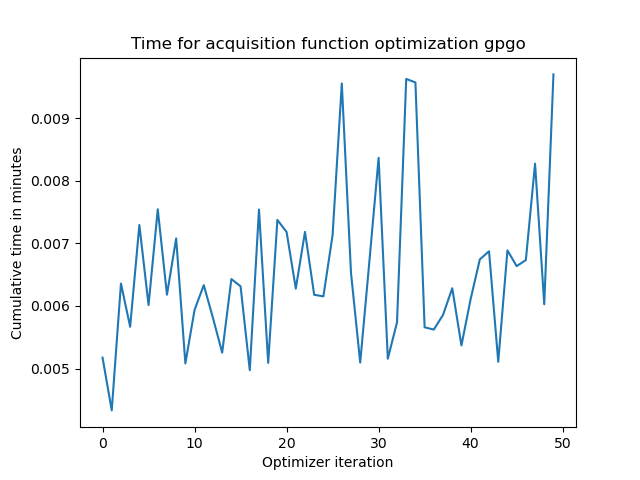 Time for acquisition function optimization gpgo
Cumulative time in minutes
0.009
0.008
0.007
0.006
0.005
0 10 20 30 40 50
Optimizer iteration